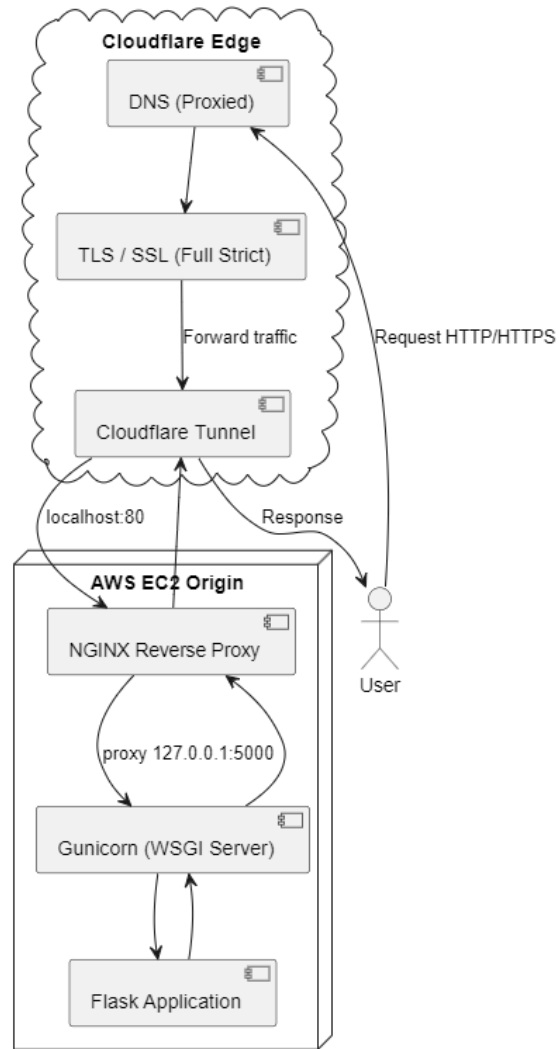 Cloudflare Edge
DNS (Proxied)
TLS / SSL (Full Strict)
Forward traffic
Request HTTP/HTTPS
Cloudflare Tunnel
localhost:80
Response
AWS EC2 Origin
NGINX Reverse Proxy
User
proxy 127.0.0.1:5000
Gunicorn (WSGI Server)
Flask Application